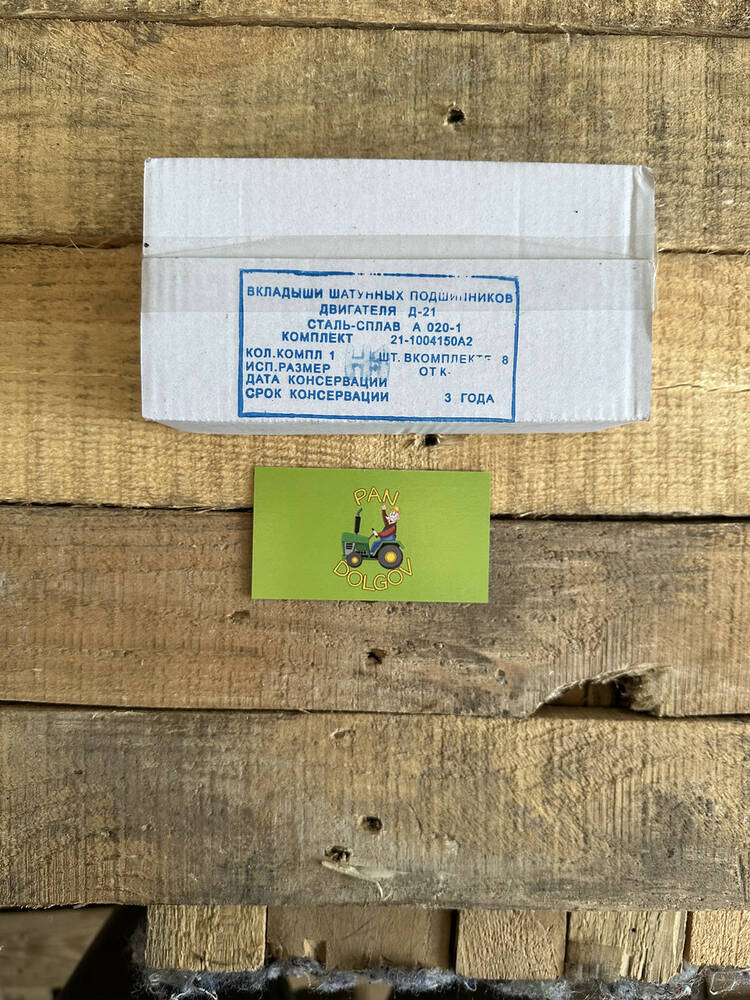 ВКЛАДЫШИ ШАТУННЫХ ПОДШИПНИКОВ
ДВИГАТЕЛЯ Д-21
СТАЛЬ-СПЛАВ А 020-1
КОМПЛЕКТ 21-1004150А2
КОЛ.КОМПЛ 1 ШТ. ВКОМПЛЕКТЕ 8
ИСП.РАЗМЕР ОТ К-
ДАТА КОНСЕРВАЦИИ
СРОК КОНСЕРВАЦИИ 3 ГОДА
PAN
DOLGOV